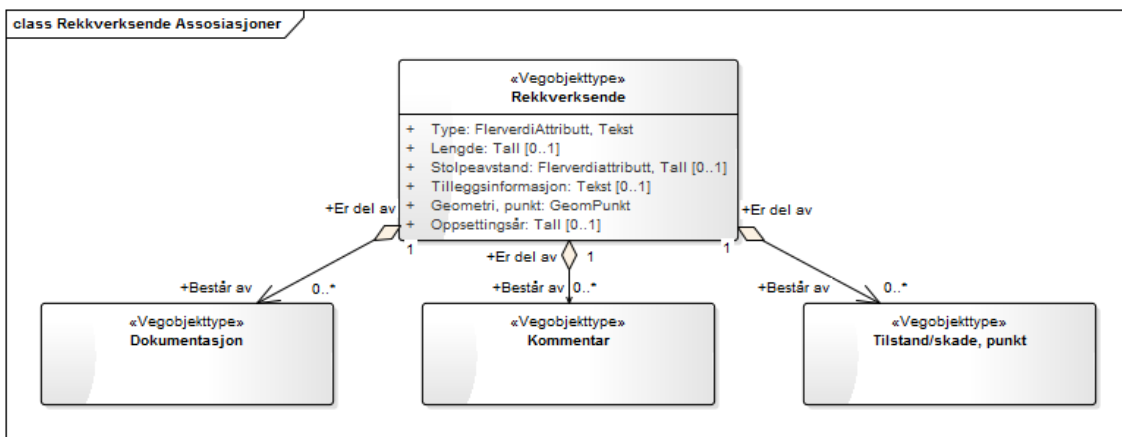 class Rekkverksende Assosiasjoner
«Vegobjekttype»
Rekkverksende
+ Type: FlerverdiAttributt, Tekst
+ Lengde: Tall [0..1]
+ Stolpeavstand: Flerverdiattributt, Tall [0..1]
+ Tilleggsinformasjon: Tekst [0..1]
+ Geometri, punkt: GeomPunkt
+ Oppsettingsår: Tall [0..1]
+Er del av
1
+Er del av 1
+Er del av
1
+Består av 0..*
+Består av 0..*
+Består av 0..*
«Vegobjekttype»
Dokumentasjon
«Vegobjekttype»
Kommentar
«Vegobjekttype»
Tilstand/skade, punkt